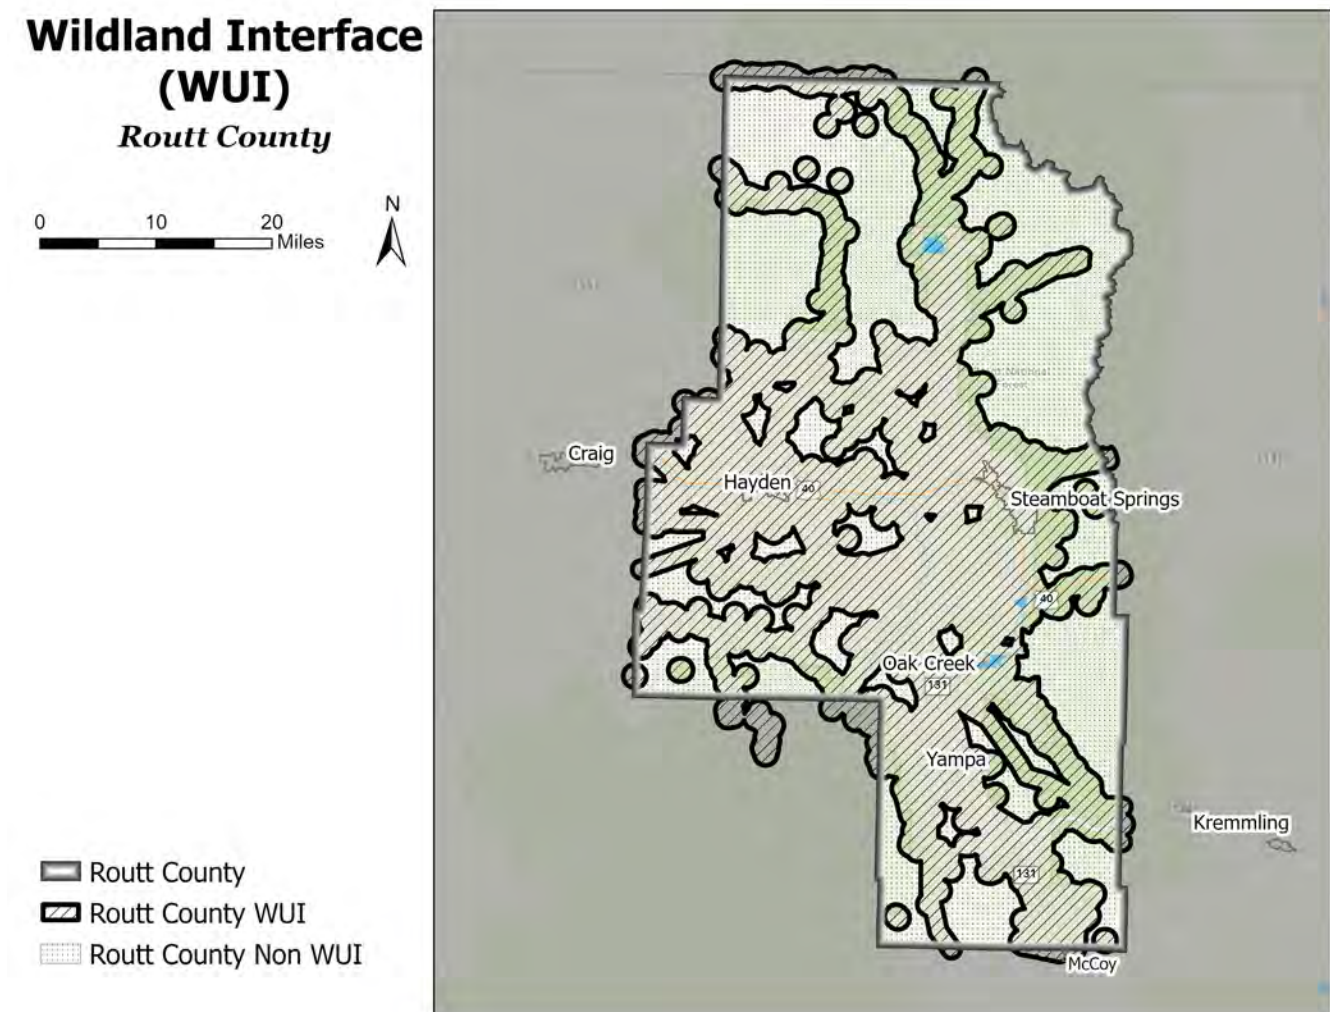 Wildland Interface
(WUI)
Routt County
N
0 10 20
Miles
Craig
Hayden
40
Steamboat Springs
40
Oak Creek
131
Yampa
Kremmling
131
McCoy
Routt County
Routt County WUI
Routt County Non WUI